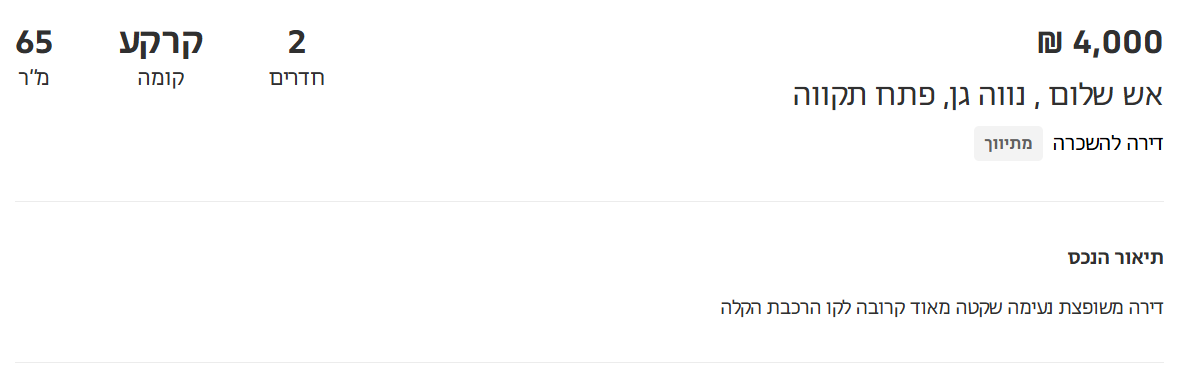 4,000 ₪
אש שלום , נווה גן, פתח תקווה
דירה להשכרה מתיווך
2
חדרים
קרקע
קומה
65
מ״ר
תיאור הנכס
דירה משופצת נעימה שקטה מאוד קרובה לקו הרכבת הקלה